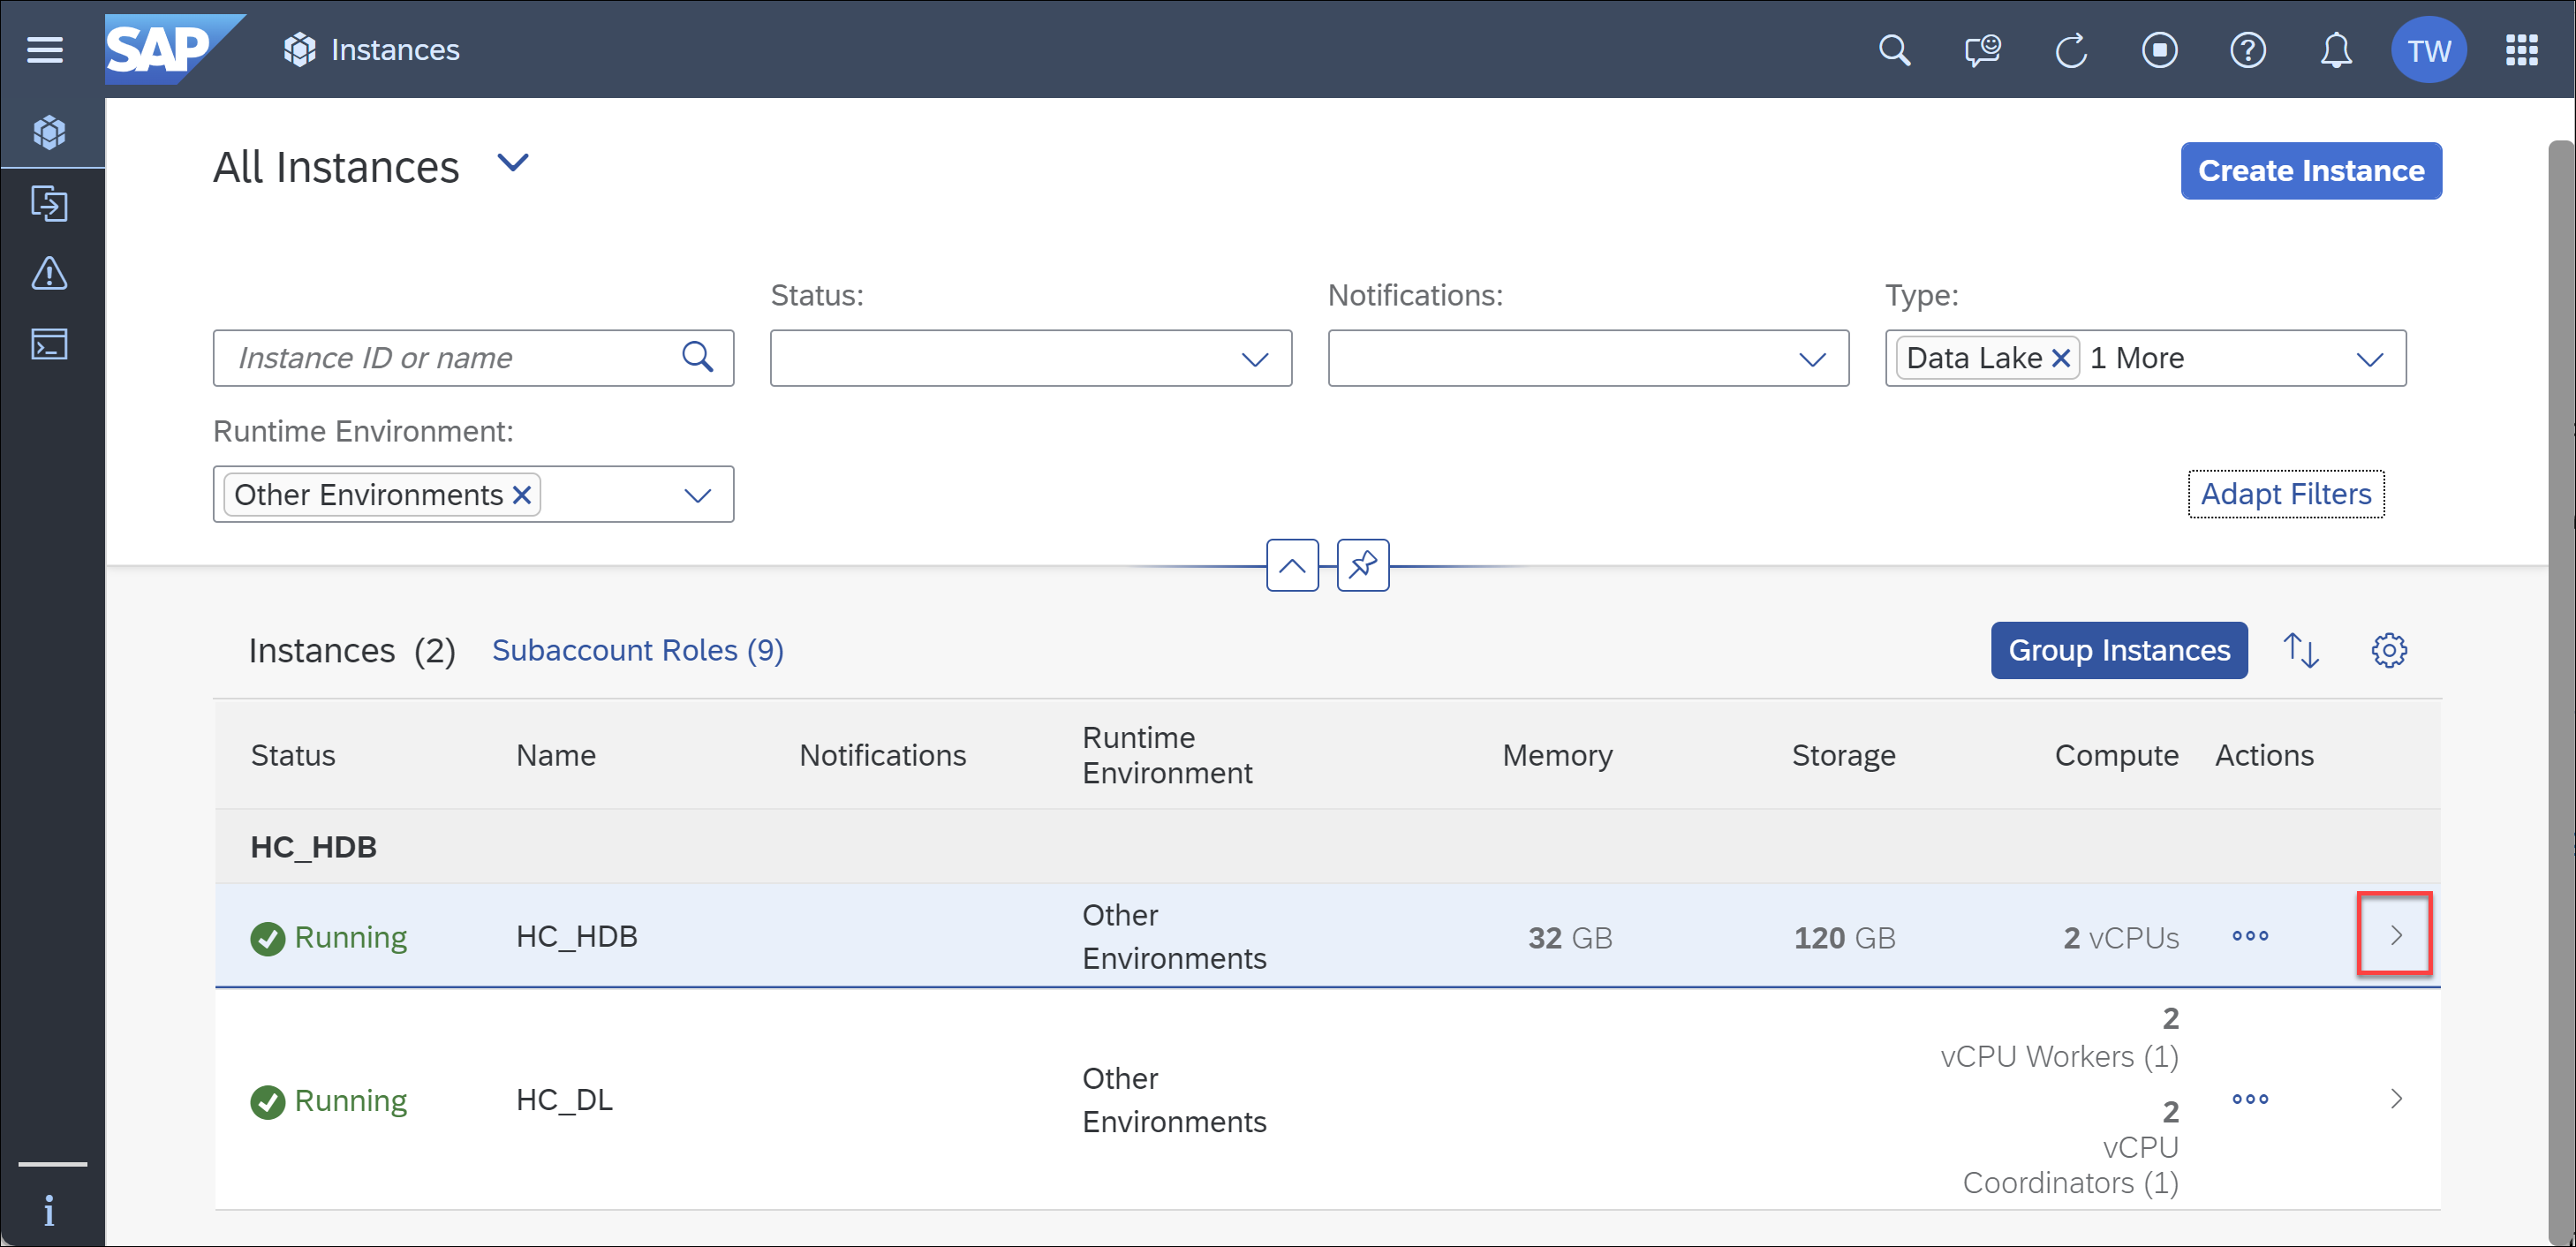 SAP
Instances
TW
All Instances
Create Instance
Status:
Notifications:
Type:
Instance ID or name
Data Lake
1 More
Runtime Environment:
Other Environments
Adapt Filters
Instances (2)
Subaccount Roles (9)
Group Instances
Status
Name
Notifications
Runtime
Environment
Memory
Storage
Compute
Actions
HC_HDB
Running
HC_HDB
Other
Environments
32 GB
120 GB
2 vCPUs
Running
HC_DL
Other
Environments
2
vCPU Workers (1)
2
vCPU
Coordinators (1)